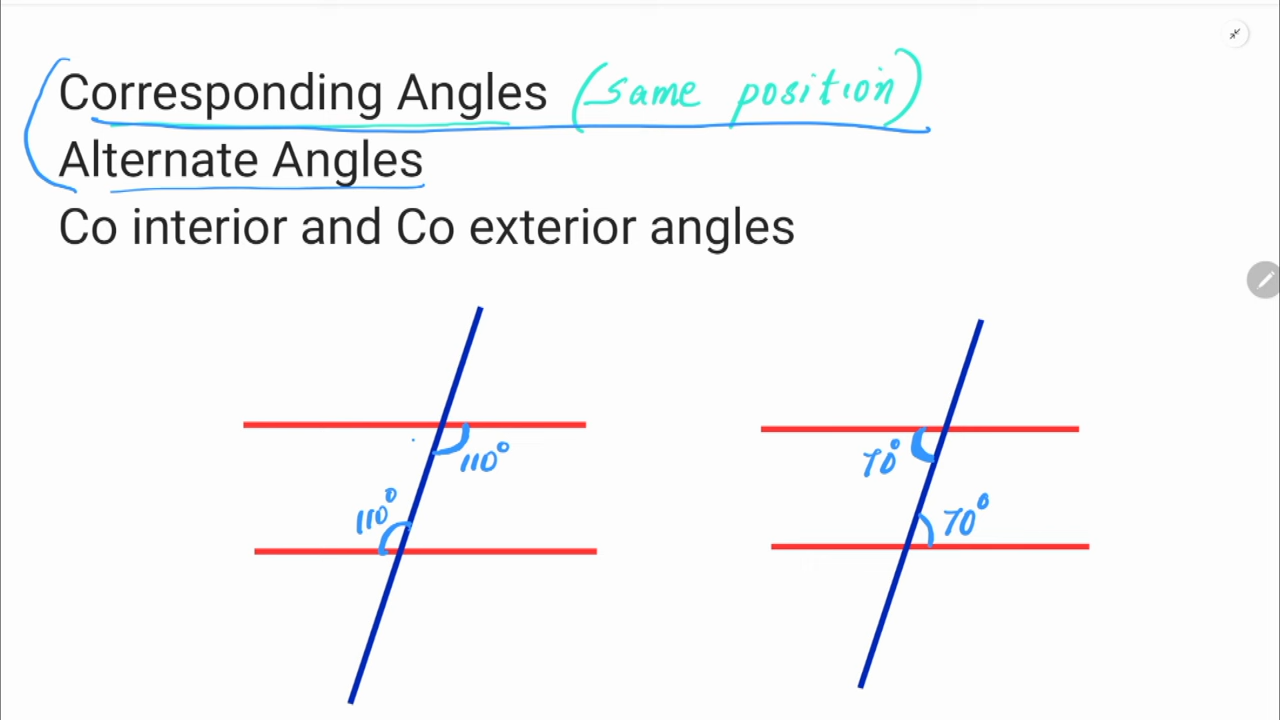 Corresponding Angles (same position)
Alternate Angles
Co interior and Co exterior angles
110°
110°
70°
70°